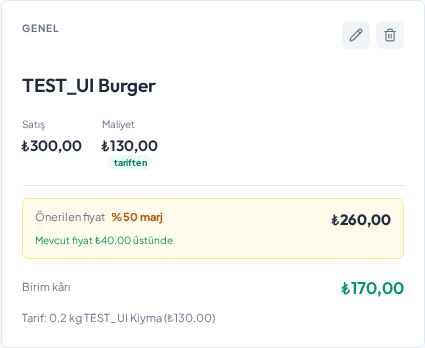 GENEL
TEST_UI Burger
Satış Maliyet
₺300,00 ₺130,00
tariften
Önerilen fiyat %50 marj ₺260,00
Mevcut fiyat ₺40,00 üstünde
Birim kârı ₺170,00
Tarif: 0.2 kg TEST_UI Kiyma (₺130.00)